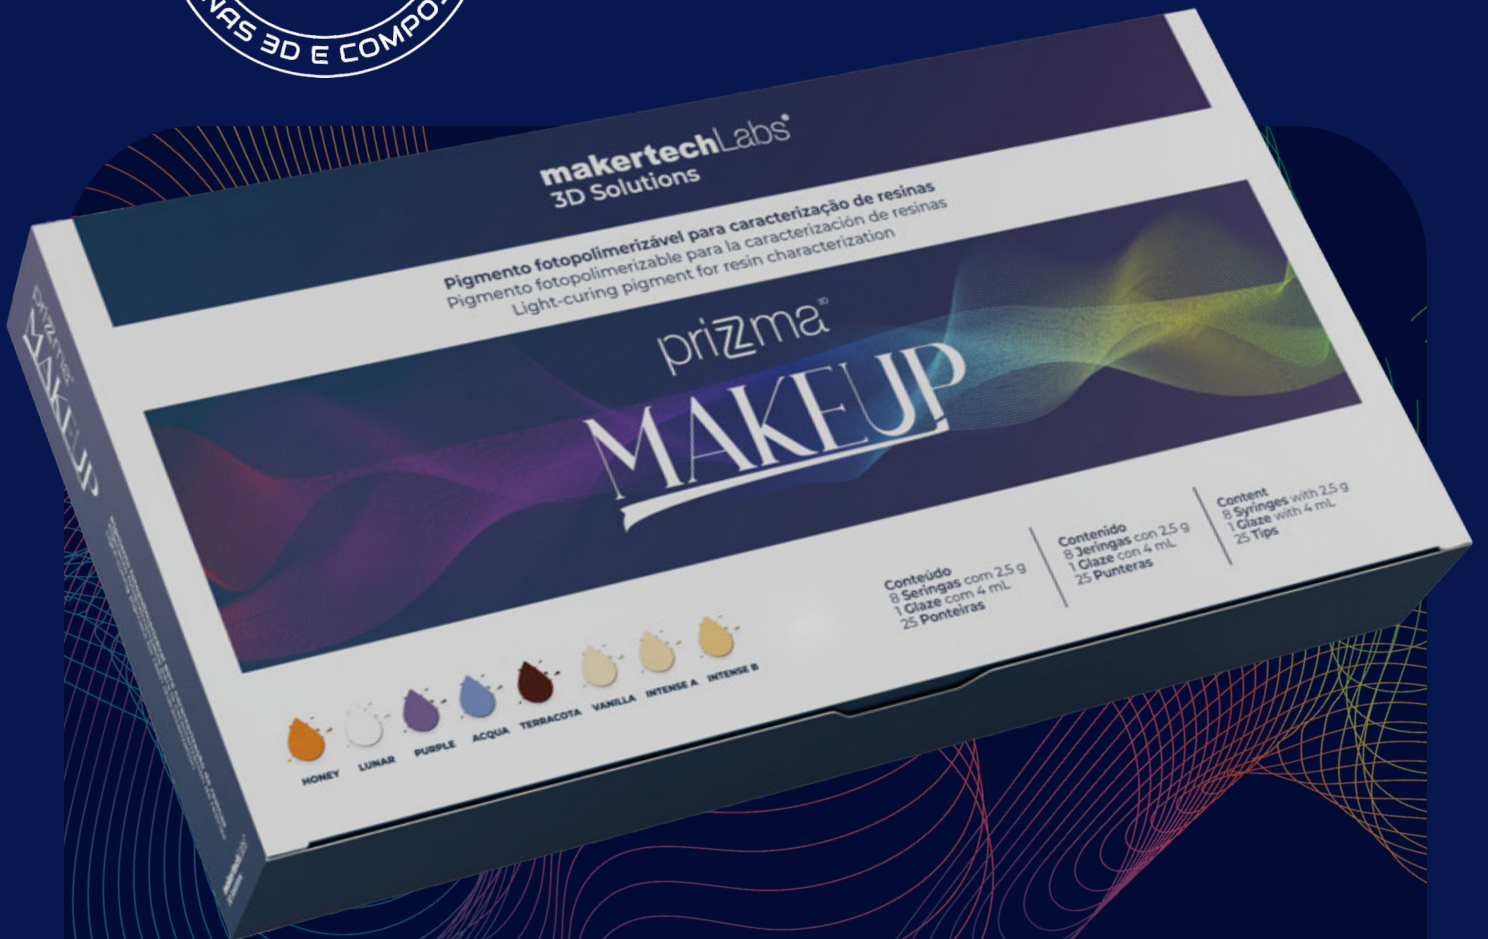 NAS 3D E COMPO
makertechLabs®
3D Solutions
Pigmento fotopolimerizável para caracterização de resinas
Pigmento fotopolimerizable para la caracterización de resinas
Light-curing pigment for resin characterization
prizma 3D
MAKEUP
Conteúdo
8 Seringas com 2,5 g
1 Glaze com 4 mL
25 Ponteiras
Contenido
8 Jeringas con 2,5 g
1 Glaze con 4 mL
25 Punteras
Content
8 Syringes with 2,5 g
1 Glaze with 4 mL
25 Tips
HONEY
LUNAR
PURPLE
ACQUA
TERRACOTA
VANILLA
INTENSE A
INTENSE B
prizma
MAKEUP